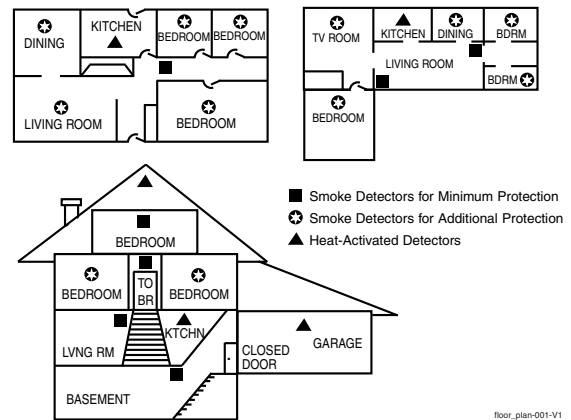 DINING
KITCHEN
BEDROOM
BEDROOM
LIVING ROOM
BEDROOM
TV ROOM
KITCHEN
DINING
BDRM
LIVING ROOM
BDRM
BEDROOM
Smoke Detectors for Minimum Protection
Smoke Detectors for Additional Protection
Heat-Activated Detectors
BEDROOM
BEDROOM
TO
BR
BEDROOM
LVNG RM
KTCHN
CLOSED
DOOR
GARAGE
BASEMENT
floor_plan-001-V1